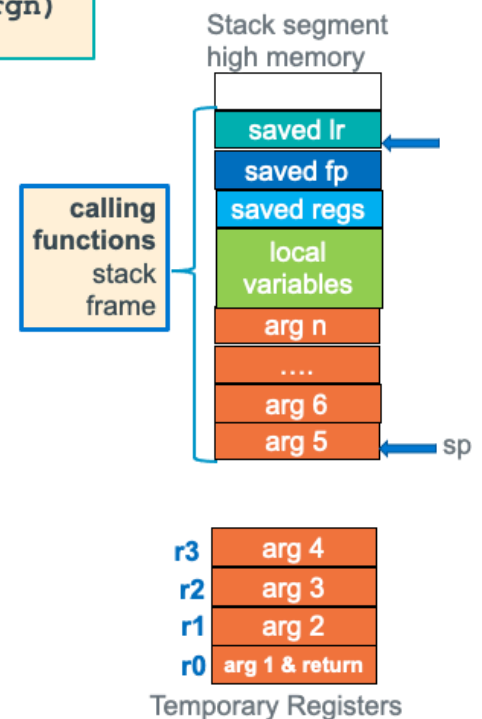 rgn)
Stack segment
high memory
saved lr
saved fp
saved regs
calling
functions
stack
frame
local
variables
arg n
....
arg 6
arg 5
sp
r3 arg 4
r2 arg 3
r1 arg 2
r0 arg 1 & return
Temporary Registers